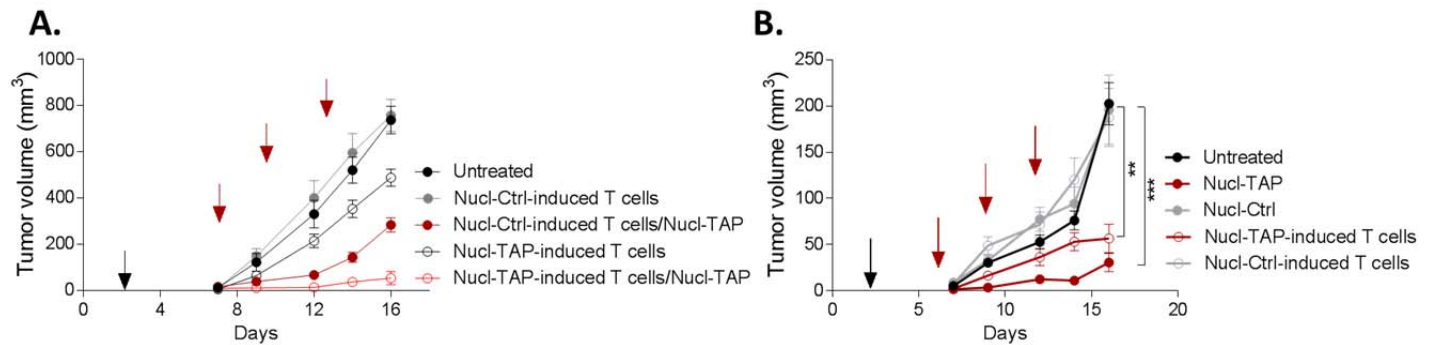 A.
Tumor volume (mm³)
1000
800
600
400
200
0
0 4 8 12 16
Days
Untreated
Nucl-Ctrl-induced T cells
Nucl-Ctrl-induced T cells/Nucl-TAP
Nucl-TAP-induced T cells
Nucl-TAP-induced T cells/Nucl-TAP
B.
Tumor volume (mm³)
250
200
150
100
50
0
0 5 10 15 20
Days
**
***
Untreated
Nucl-TAP
Nucl-Ctrl
Nucl-TAP-induced T cells
Nucl-Ctrl-induced T cells